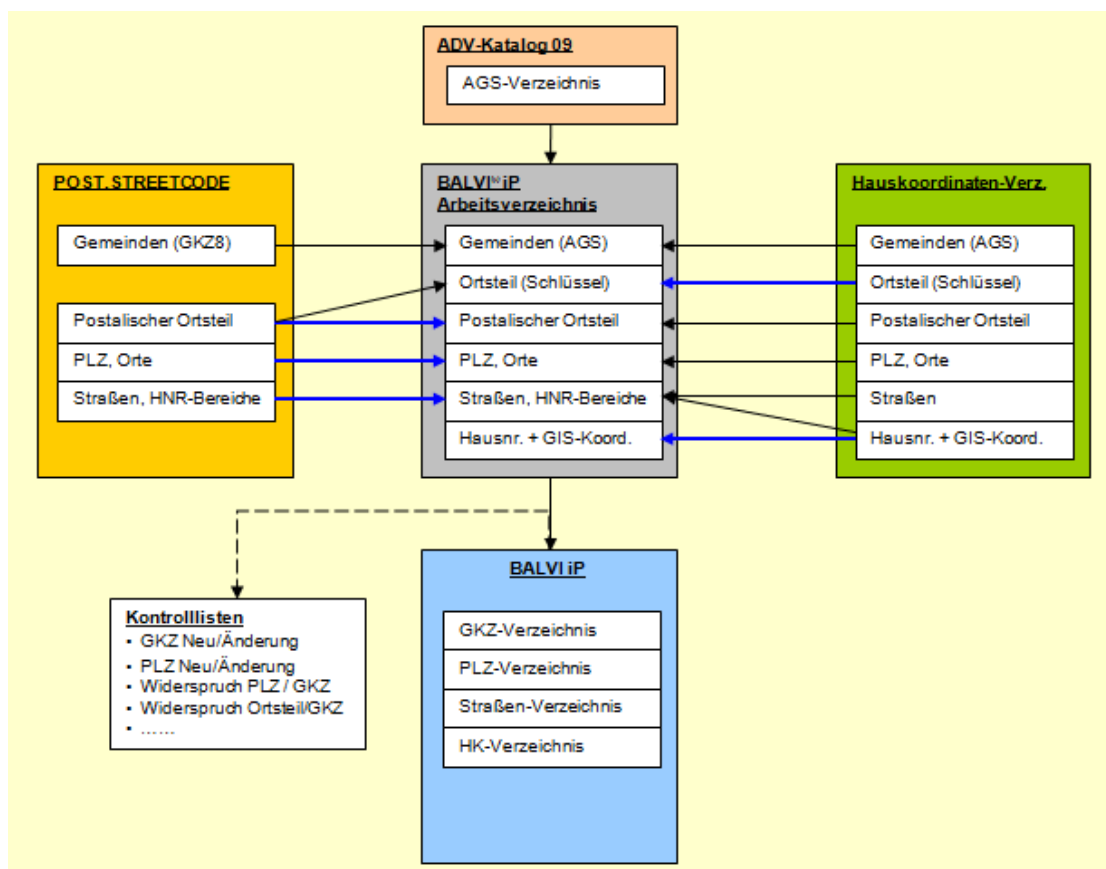 ADV-Katalog 09
AGS-Verzeichnis
POST. STREETCODE
Gemeinden (GKZ8)
Postalischer Ortsteil
PLZ, Orte
Straßen, HNR-Bereiche
BALVI iP
Arbeitsverzeichnis
Gemeinden (AGS)
Ortsteil (Schlüssel)
Postalischer Ortsteil
PLZ, Orte
Straßen, HNR-Bereiche
Hausnr. + GIS-Koord.
Hauskoordinaten-Verz.
Gemeinden (AGS)
Ortsteil (Schlüssel)
Postalischer Ortsteil
PLZ, Orte
Straßen
Hausnr. + GIS-Koord.
Kontrolllisten
▪ GKZ Neu/Änderung
▪ PLZ Neu/Änderung
▪ Widerspruch PLZ / GKZ
▪ Widerspruch Ortsteil/GKZ
▪ ……
BALVI iP
GKZ-Verzeichnis
PLZ-Verzeichnis
Straßen-Verzeichnis
HK-Verzeichnis